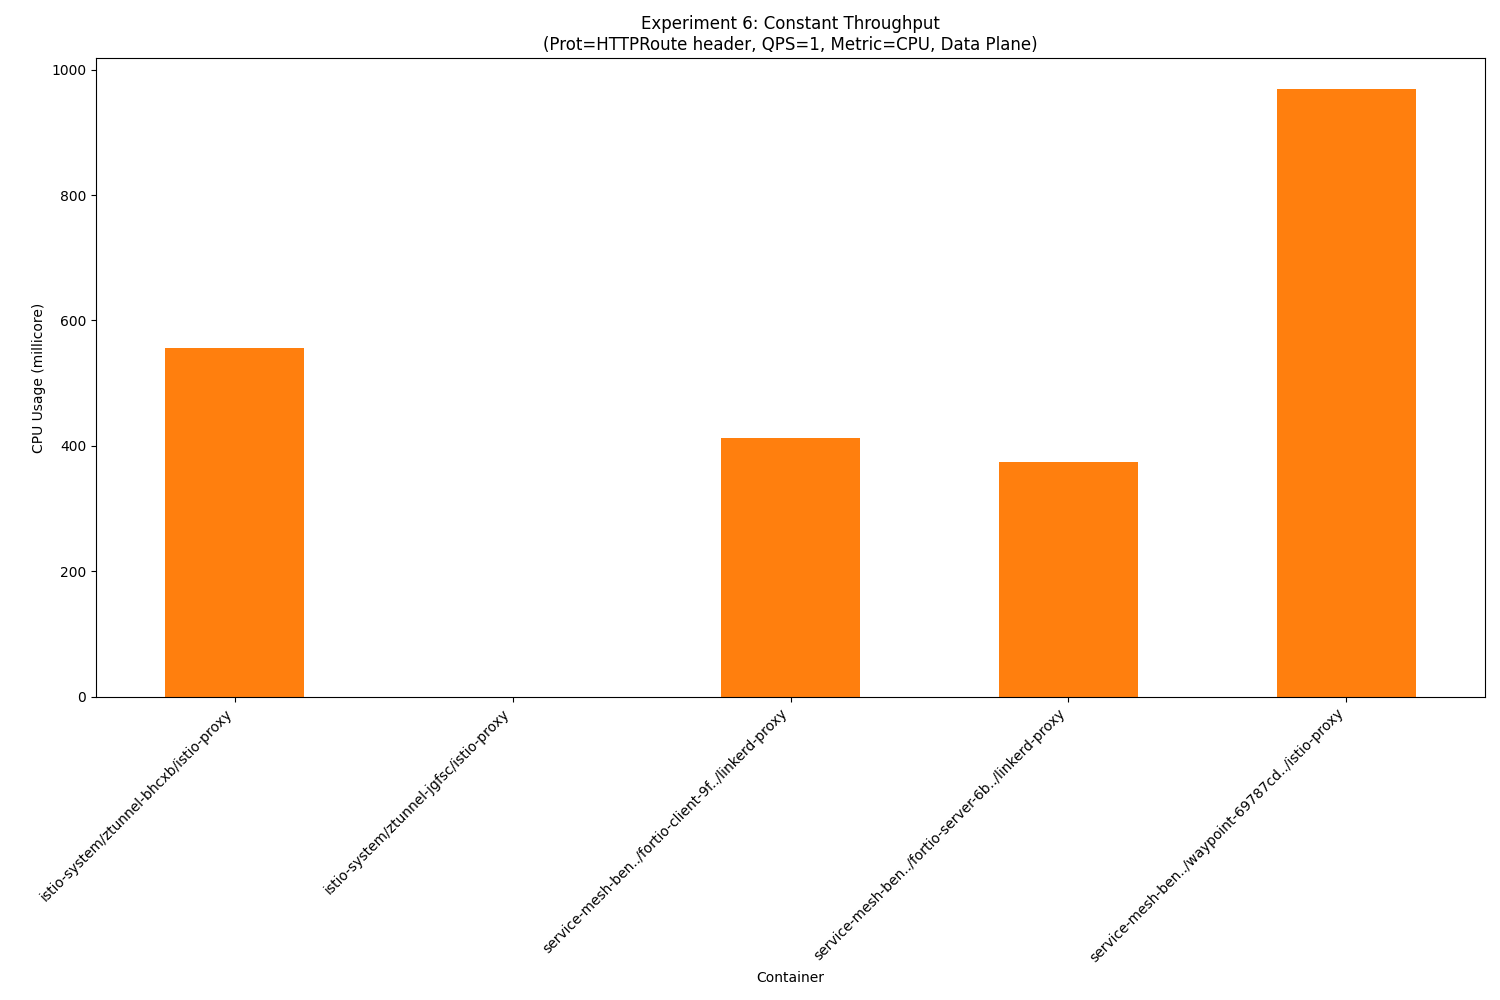 Experiment 6: Constant Throughput
(Prot=HTTPRoute header, QPS=1, Metric=CPU, Data Plane)
CPU Usage (millicore)
1000
800
600
400
200
0
istio-system/ztunnel-bhcxb/istio-proxy
istio-system/ztunnel-jgfsc/istio-proxy
service-mesh-ben../fortio-client-9f../linkerd-proxy
service-mesh-ben../fortio-server-6b../linkerd-proxy
service-mesh-ben../waypoint-69787cd../istio-proxy
Container